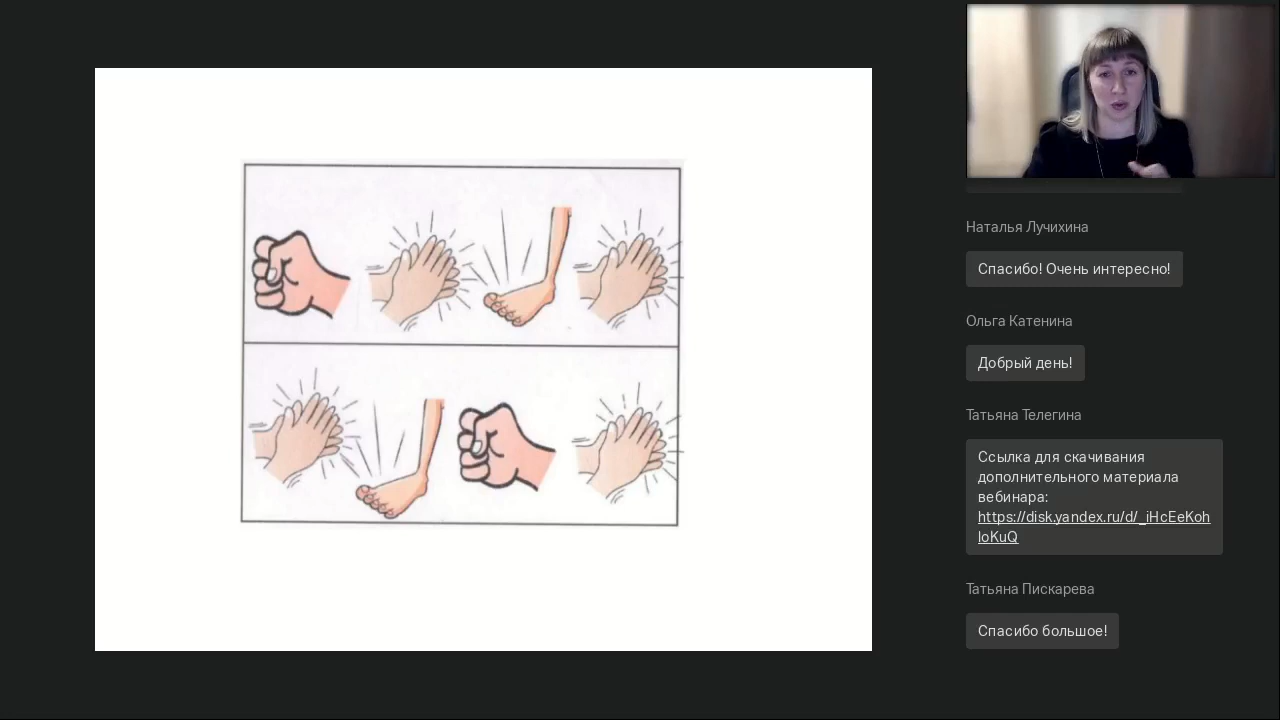 Наталья Лучихина
Спасибо! Очень интересно!
Ольга Катенина
Добрый день!
Татьяна Телегина
Ссылка для скачивания
дополнительного материала
вебинара:
https://disk.yandex.ru/d/_iHcEeKoh
loKuQ
Татьяна Пискарева
Спасибо большое!